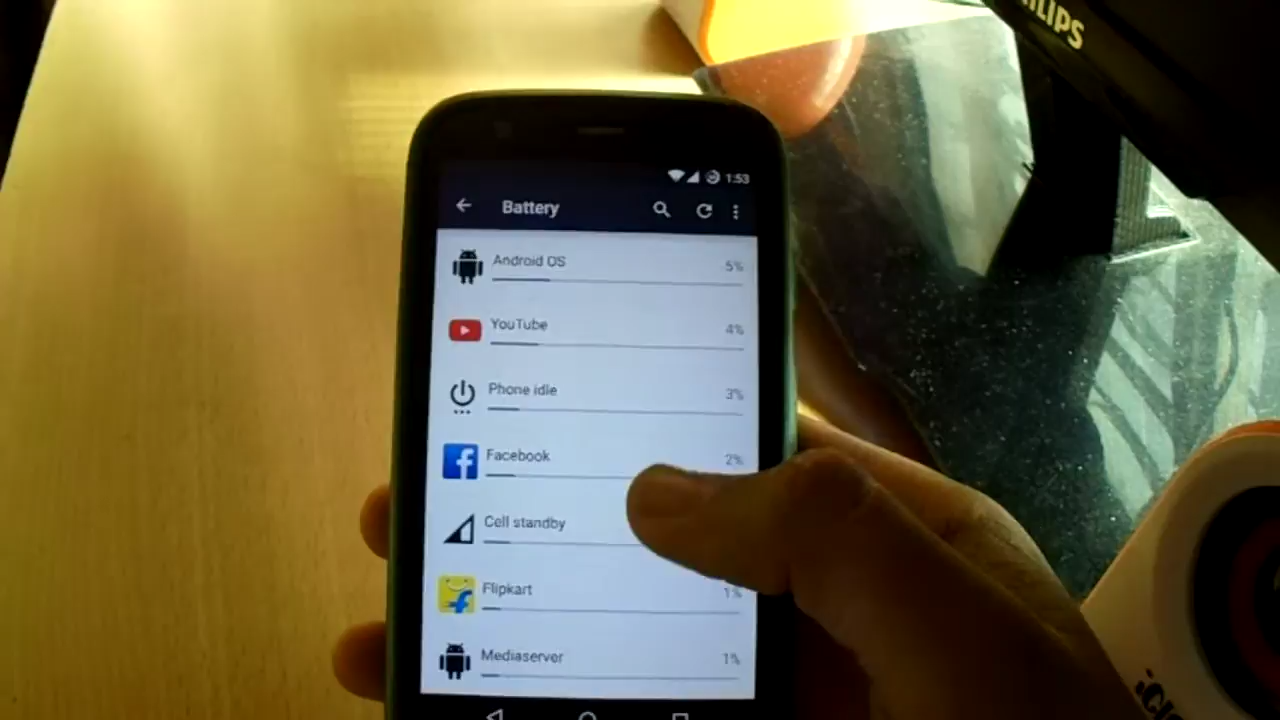 PHILIPS
1:53
Battery
Android OS 5%
YouTube 4%
Phone idle 3%
Facebook 2%
Cell standby
Flipkart 1%
Mediaserver 1%